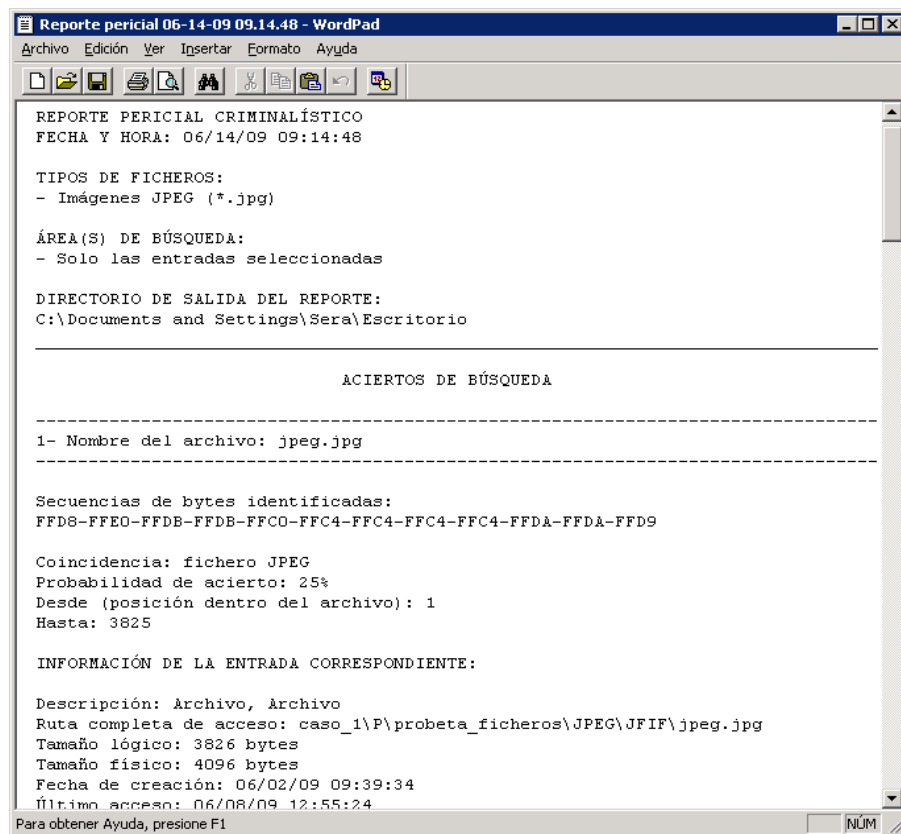 Reporte pericial 06-14-09 09.14.48 - WordPad
Archivo Edición Ver Insertar Formato Ayuda
REPORTE PERICIAL CRIMINALÍSTICO
FECHA Y HORA: 06/14/09 09:14:48
TIPOS DE FICHEROS:
- Imágenes JPEG (*.jpg)
ÁREA(S) DE BÚSQUEDA:
- Solo las entradas seleccionadas
DIRECTORIO DE SALIDA DEL REPORTE:
C:\Documents and Settings\Sera\Escritorio
ACIERTOS DE BÚSQUEDA
1- Nombre del archivo: jpeg.jpg
Secuencias de bytes identificadas:
FFD8-FFE0-FFDB-FFDB-FFC0-FFC4-FFC4-FFC4-FFC4-FFDA-FFDA-FFD9
Coincidencia: fichero JPEG
Probabilidad de acierto: 25%
Desde (posición dentro del archivo): 1
Hasta: 3825
INFORMACIÓN DE LA ENTRADA CORRESPONDIENTE:
Descripción: Archivo, Archivo
Ruta completa de acceso: caso_1\P\probeta_ficheros\JPEG\JFIF\jpeg.jpg
Tamaño lógico: 3826 bytes
Tamaño físico: 4096 bytes
Fecha de creación: 06/02/09 09:39:34
Último acceso: 06/08/09 12:55:24
Para obtener Ayuda, presione F1
NÚM